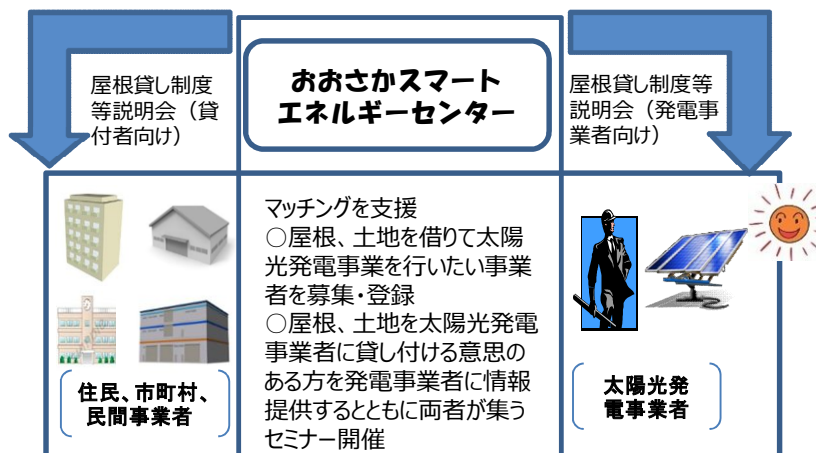 おおさかスマート
エネルギーセンター
屋根貸し制度
等説明会（貸
付者向け）
屋根貸し制度等
説明会（発電事
業者向け）
マッチングを支援
○屋根、土地を借りて太陽
光発電事業を行いたい事業
者を募集・登録
○屋根、土地を太陽光発電
事業者に貸し付ける意思の
ある方を発電事業者に情報
提供するとともに両者が集う
セミナー開催
住民、市町村、
民間事業者
太陽光発
電事業者